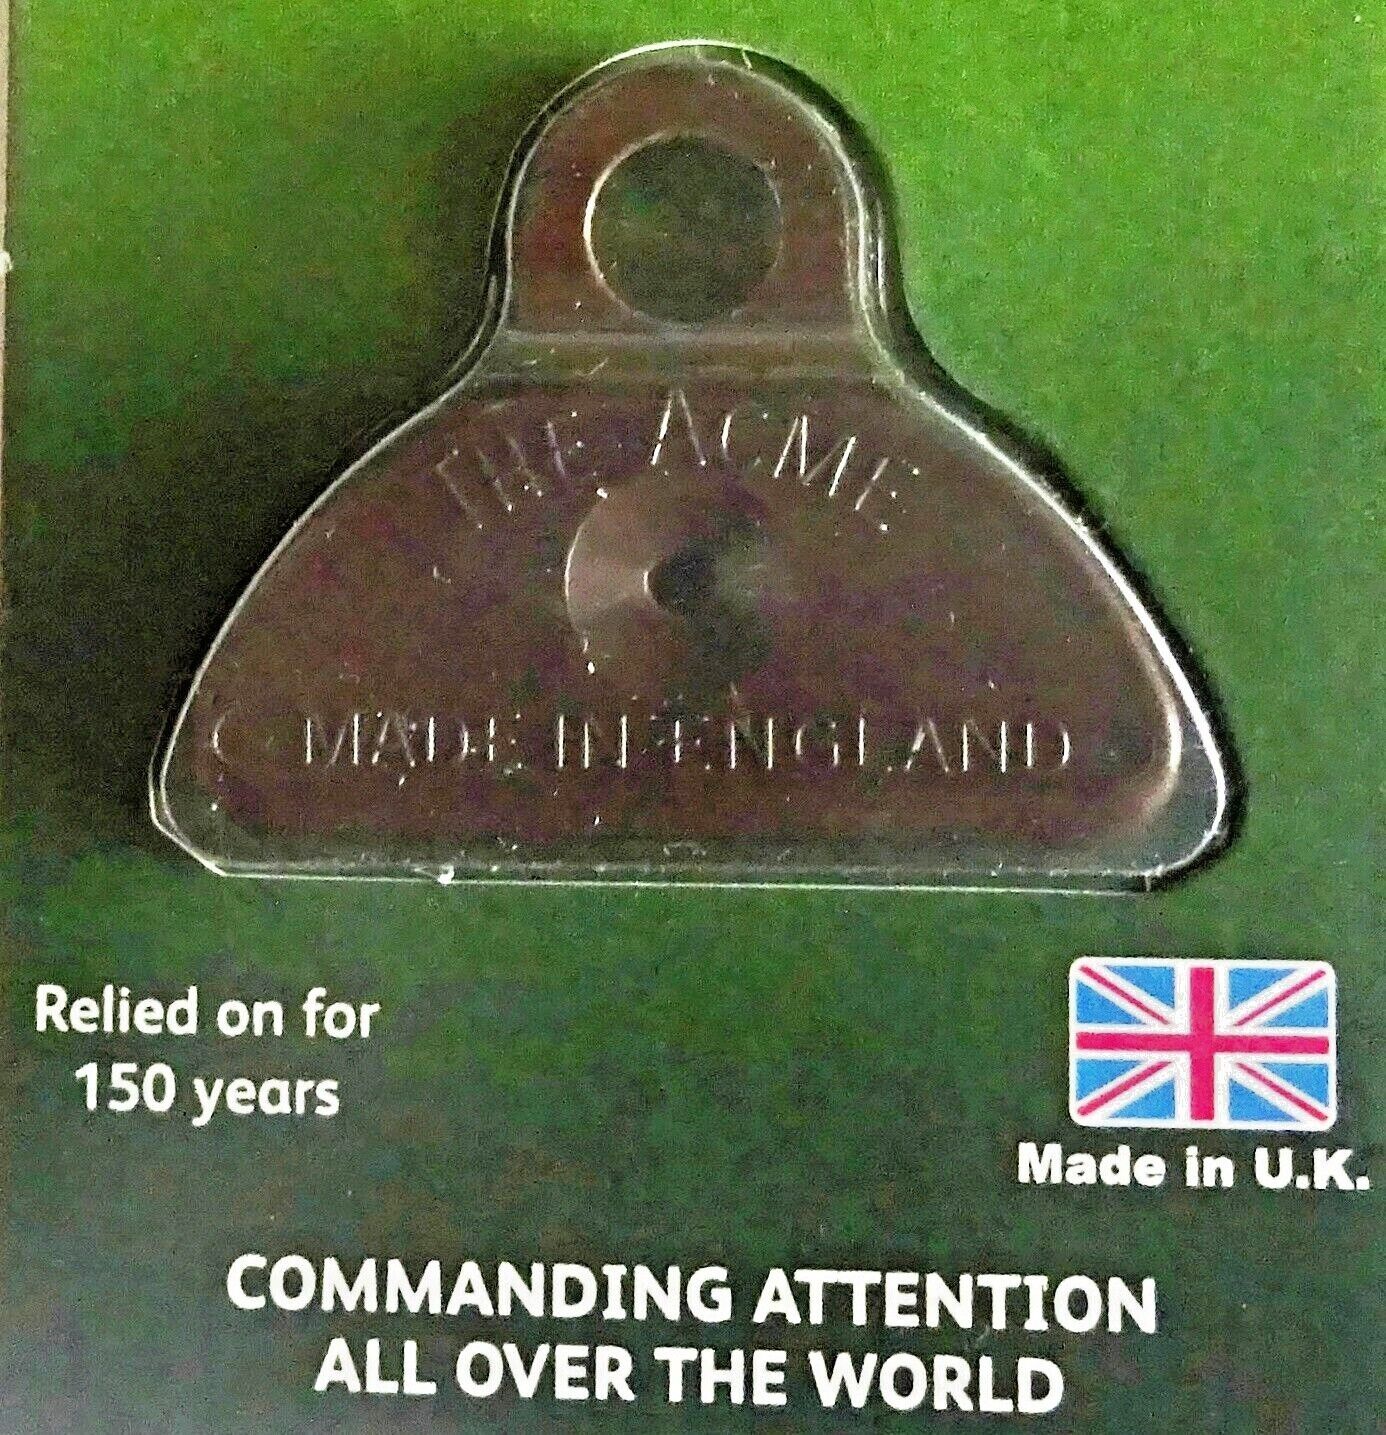 THE ACME
MADE IN ENGLAND
Relied on for
150 years
Made in U.K.
COMMANDING ATTENTION
ALL OVER THE WORLD